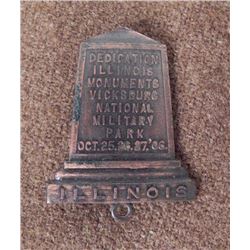 DEDICATION
ILLINOIS
MONUMENTS
VICKSBURG
NATIONAL
MILITARY
PARK
OCT. 25, 26, 27, '06.
ILLINOIS